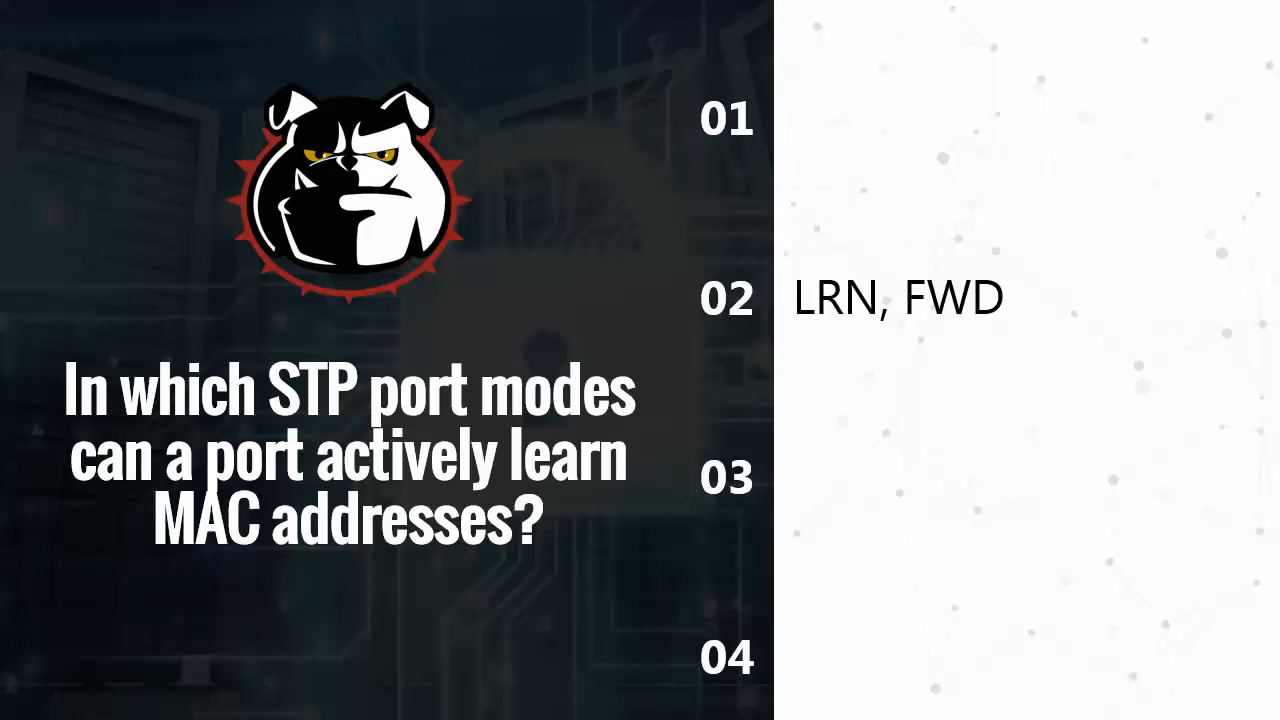 In which STP port modes
can a port actively learn
MAC addresses?
01
02 LRN, FWD
03
04